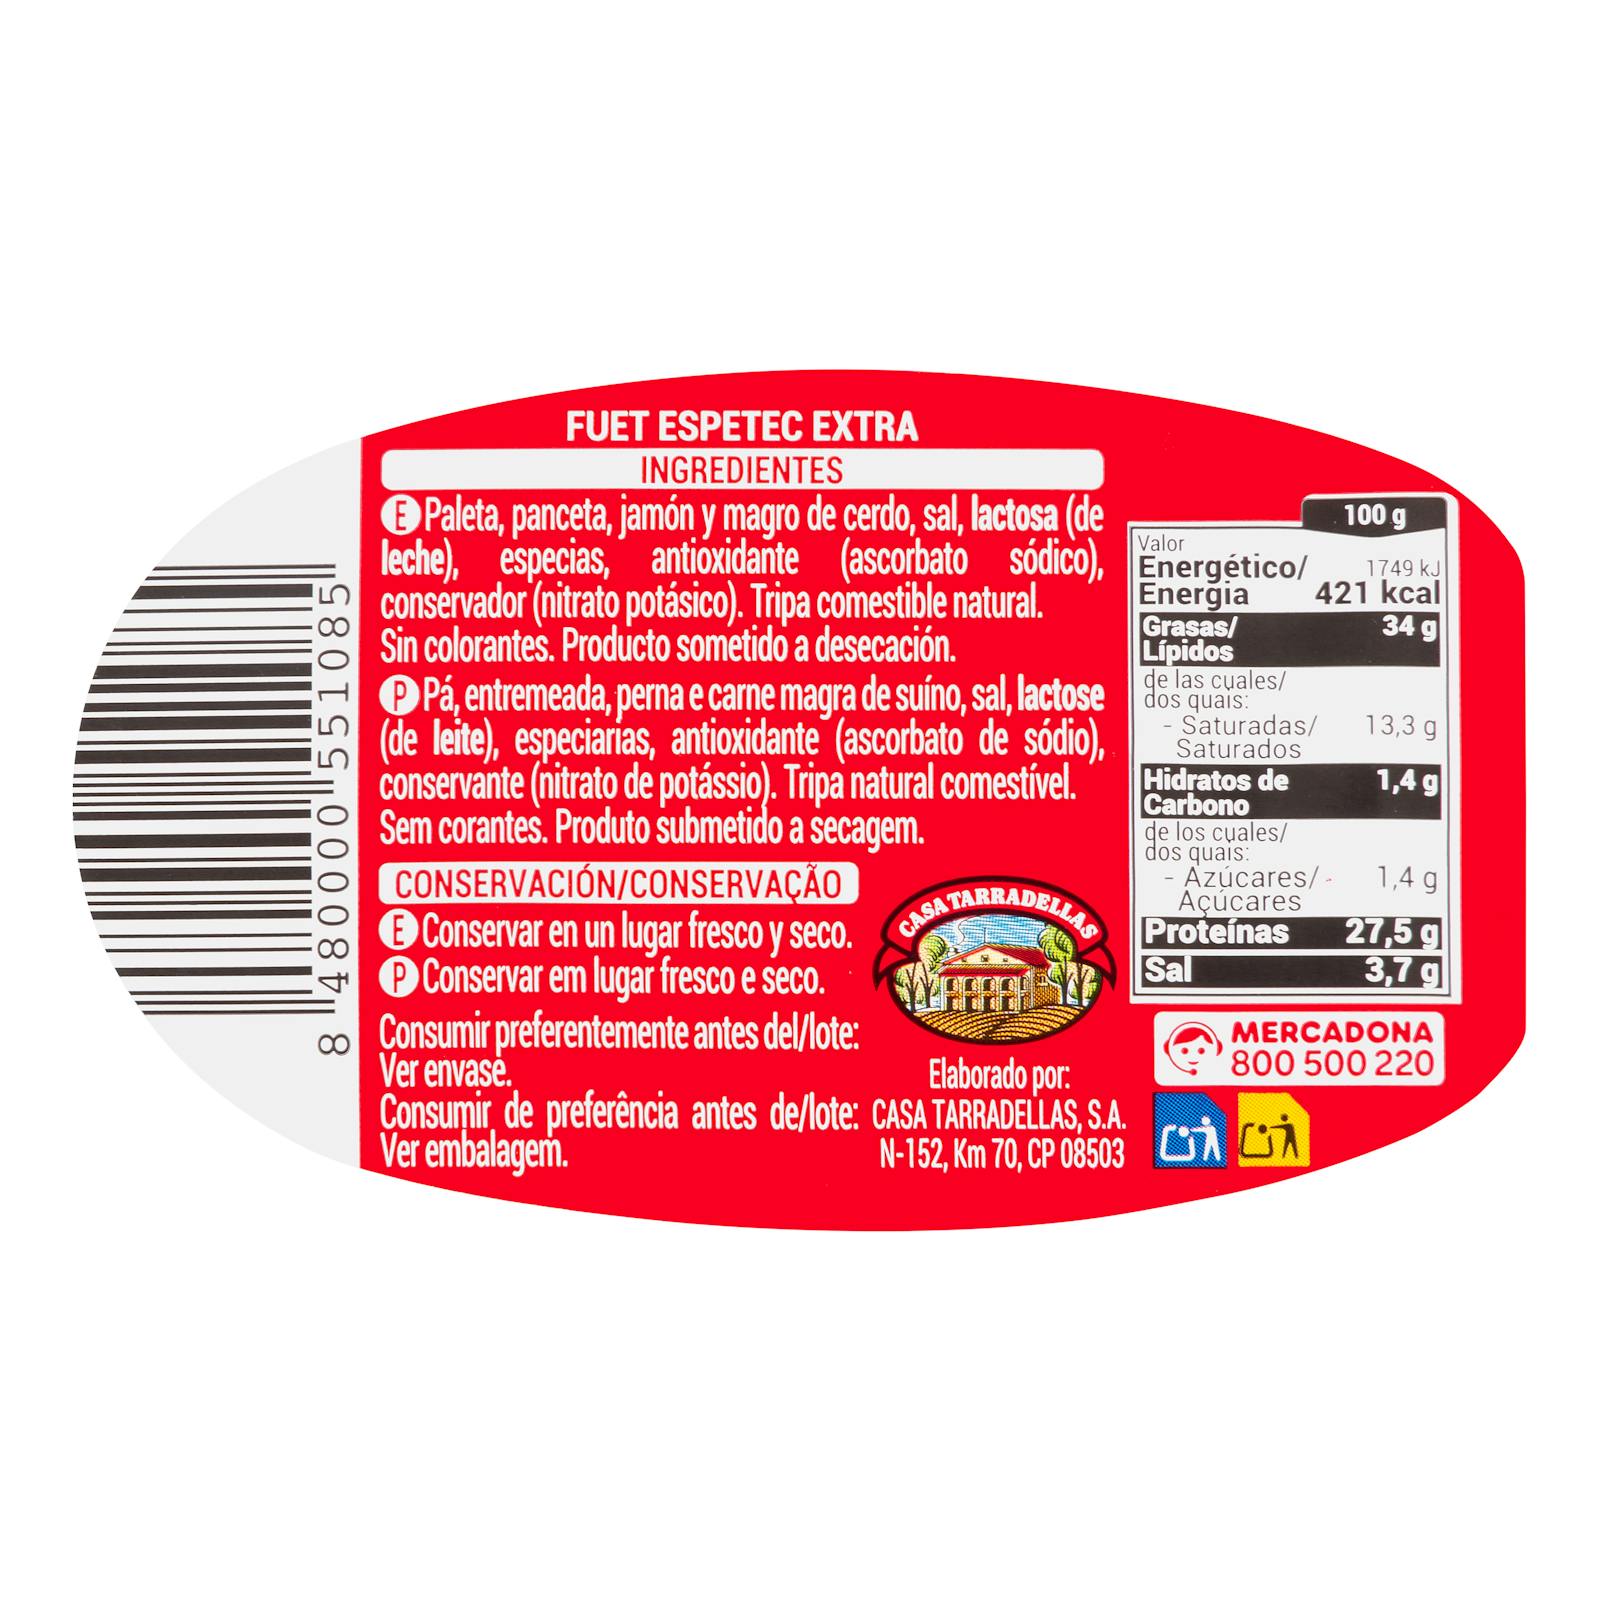 FUET ESPETEC EXTRA
INGREDIENTES
E Paleta, panceta, jamón y magro de cerdo, sal, lactosa (de
leche), especias, antioxidante (ascorbato sódico),
conservador (nitrato potásico). Tripa comestible natural.
Sin colorantes. Producto sometido a desecación.
P Pá, entremeada, perna e carne magra de suíno, sal, lactose
(de leite), especiarias, antioxidante (ascorbato de sódio),
conservante (nitrato de potássio). Tripa natural comestível.
Sem corantes. Produto submetido a secagem.
CONSERVACIÓN/CONSERVAÇÃO
E Conservar en un lugar fresco y seco.
P Conservar em lugar fresco e seco.
Consumir preferentemente antes del/lote:
Ver envase.
Consumir de preferência antes de/lote:
Ver embalagem.
CASA TARRADELLAS
Elaborado por:
CASA TARRADELLAS, S.A.
N-152, Km 70, CP 08503
100 g
Valor
Energético/ 1749 kJ
Energia 421 kcal
Grasas/ 34 g
Lípidos
de las cuales/
dos quais:
- Saturadas/ 13,3 g
Saturados
Hidratos de 1,4 g
Carbono
de los cuales/
dos quais:
- Azúcares/ 1,4 g
Açúcares
Proteínas 27,5 g
Sal 3,7 g
MERCADONA
800 500 220
8 480000 551085